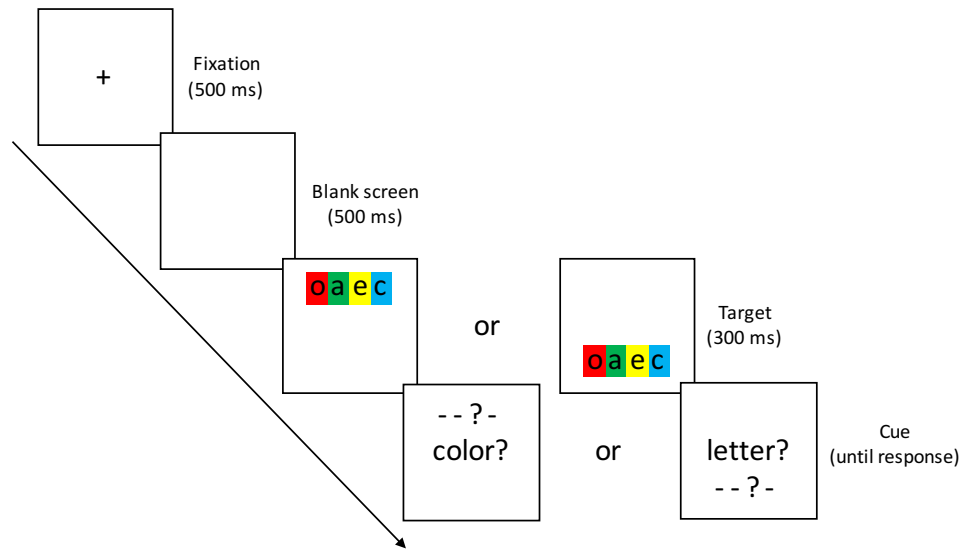 +
Fixation
(500 ms)
Blank screen
(500 ms)
oaec
or
oaec
Target
(300 ms)
--?-
color?
or
letter?
--?-
Cue
(until response)